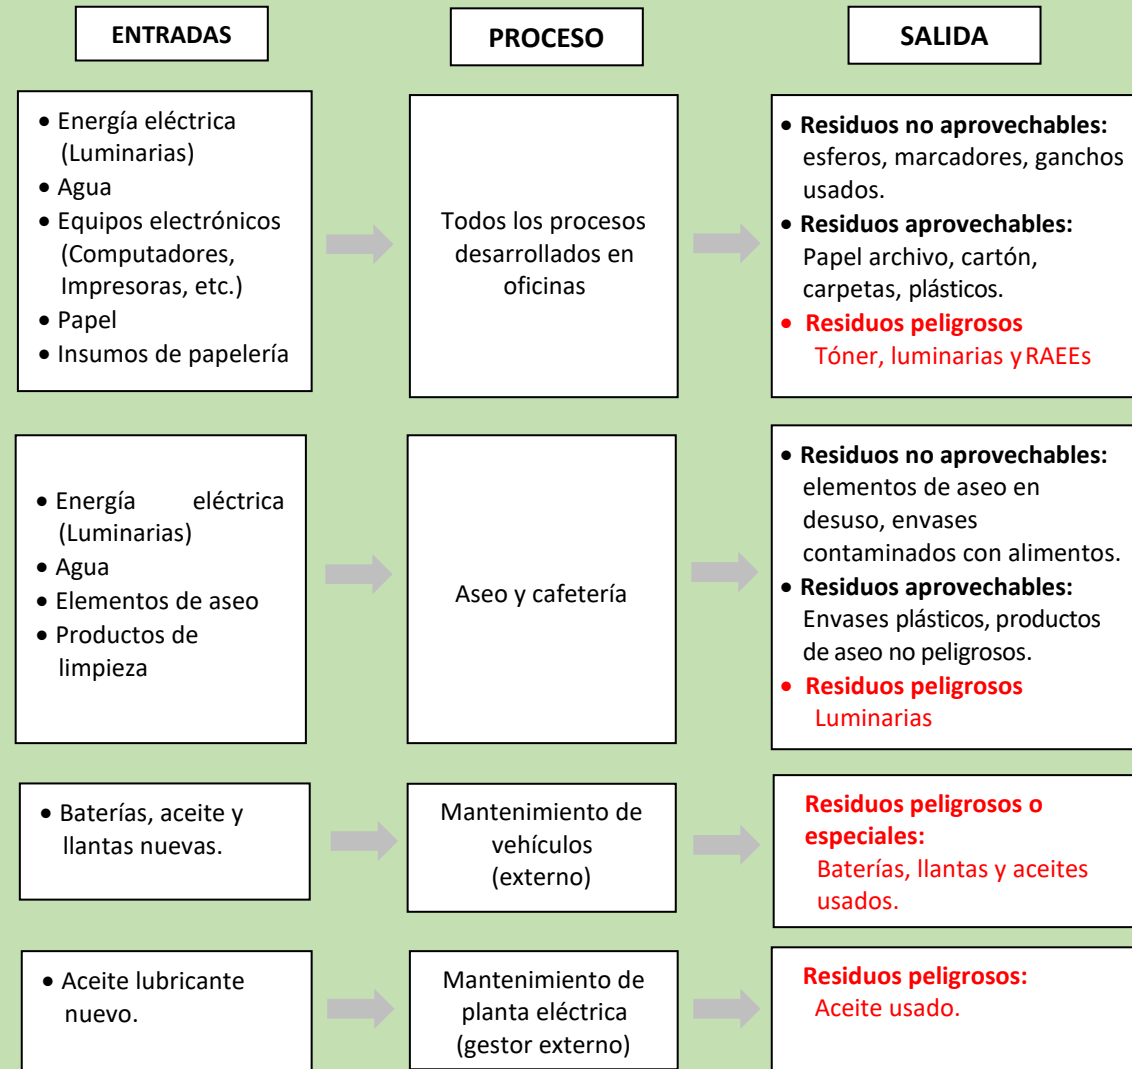 ENTRADAS
PROCESO
SALIDA
• Energía eléctrica
(Luminarias)
• Agua
• Equipos electrónicos
(Computadores,
Impresoras, etc.)
• Papel
• Insumos de papelería
Todos los procesos
desarrollados en
oficinas
• Residuos no aprovechables:
esferos, marcadores, ganchos
usados.
• Residuos aprovechables:
Papel archivo, cartón,
carpetas, plásticos.
• Residuos peligrosos
Tóner, luminarias y RAEEs
• Energía eléctrica
(Luminarias)
• Agua
• Elementos de aseo
• Productos de
limpieza
Aseo y cafetería
• Residuos no aprovechables:
elementos de aseo en
desuso, envases
contaminados con alimentos.
• Residuos aprovechables:
Envases plásticos, productos
de aseo no peligrosos.
• Residuos peligrosos
Luminarias
• Baterías, aceite y
llantas nuevas.
Mantenimiento de
vehículos
(externo)
Residuos peligrosos o
especiales:
Baterías, llantas y aceites
usados.
• Aceite lubricante
nuevo.
Mantenimiento de
planta eléctrica
(gestor externo)
Residuos peligrosos:
Aceite usado.